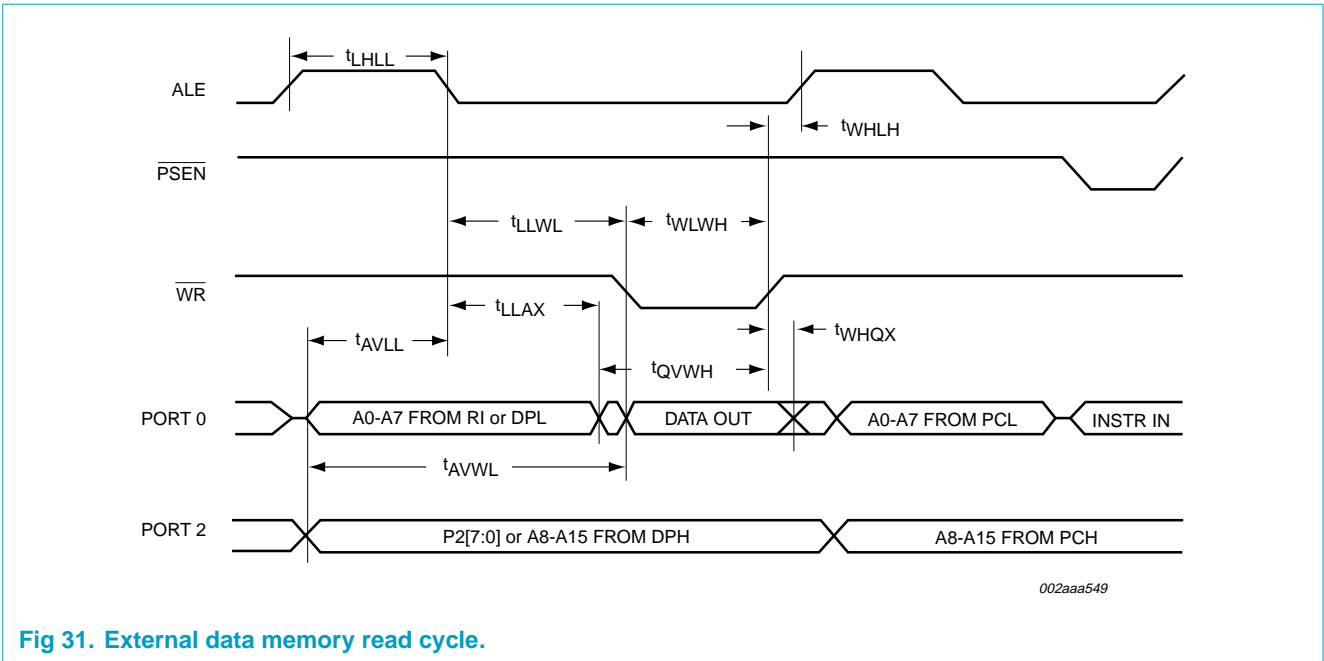 tLHLL
ALE
tWHLH
PSEN
tLLWL
tWLWH
WR
tLLAX
tWHQX
tAVLL
tQVWH
PORT 0
A0-A7 FROM RI or DPL
DATA OUT
A0-A7 FROM PCL
INSTR IN
tAVWL
PORT 2
P2[7:0] or A8-A15 FROM DPH
A8-A15 FROM PCH
002aaa549
Fig 31. External data memory read cycle.